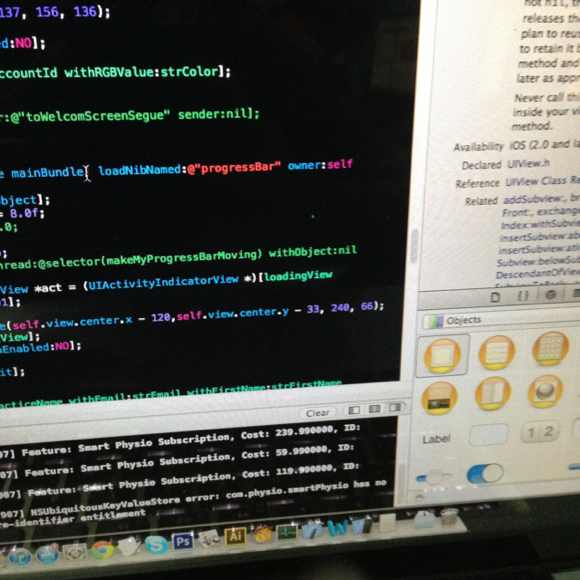 137, 156, 136);
d:NO];
ccountId withRGBValue:strColor];
r:@"toWelcomScreenSegue" sender:nil];
e mainBundle] loadNibNamed:@"progressBar" owner:self
bject];
= 8.0f;
.0;
hread:@selector(makeMyProgressBarMoving) withObject:nil
View *act = (UIActivityIndicatorView *)[loadingView
01];
e(self.view.center.x - 120,self.view.center.y - 33, 240, 66);
View];
nEnabled:NO];
it];
acticeName withEmail:strEmail withFirstName:strFirstName
Clear
07] Feature: Smart Physio Subscription, Cost: 239.990000, ID:
907] Feature: Smart Physio Subscription, Cost: 59.990000, ID:
907] Feature: Smart Physio Subscription, Cost: 119.990000, ID:
907] NSUbiquitousKeyValueStore error: com.physio.smartPhysio has no
re-identifier entitlement
not nil, th
releases the
plan to reus
to retain it b
method and
later as appr
Never call thi
inside your vi
method.
Availability iOS (2.0 and la
Declared UIView.h
Reference UIView Class Re
Related addSubview:, br
Front:, exchang
Index:withSubvie
insertSubview:ab
insertSubview:at
Subview:belowSub
DescendantOfView
Objects
Label
1 2
Ps
Ai
W